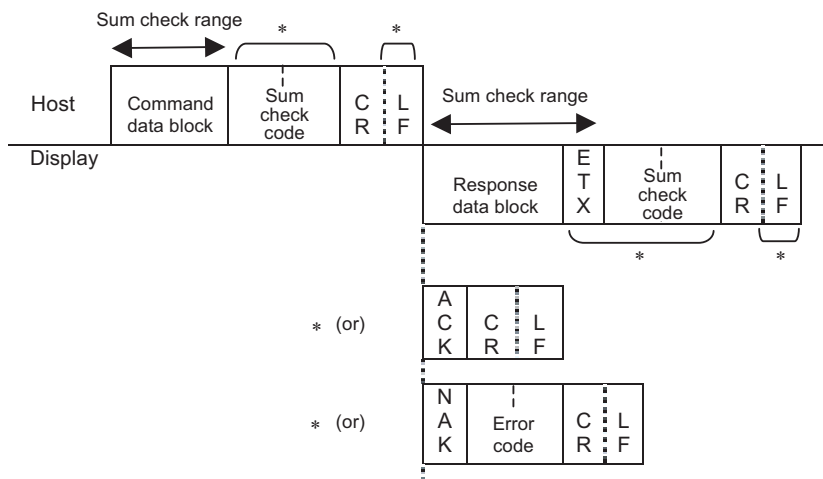 Sum check range
*
*
Host
Command
data block
Sum
check
code
C
R
L
F
Sum check range
Display
Response
data block
E
T
X
Sum
check
code
C
R
L
F
*
*
* (or)
A
C
K
C
R
L
F
* (or)
N
A
K
Error
code
C
R
L
F